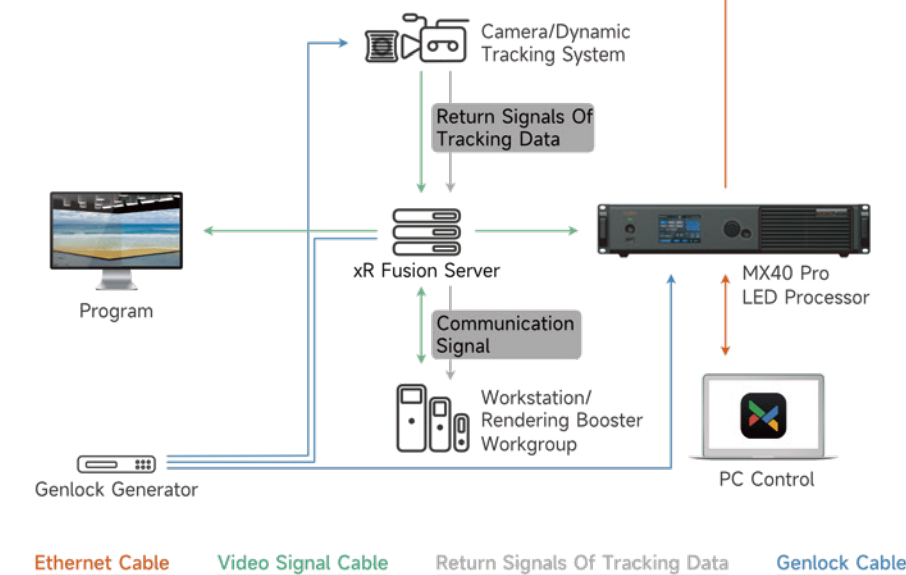 Camera/Dynamic
Tracking System
Return Signals Of
Tracking Data
xR Fusion Server
Program
MX40 Pro
LED Processor
Communication
Signal
Workstation/
Rendering Booster
Workgroup
PC Control
Genlock Generator
Ethernet Cable
Video Signal Cable
Return Signals Of Tracking Data
Genlock Cable